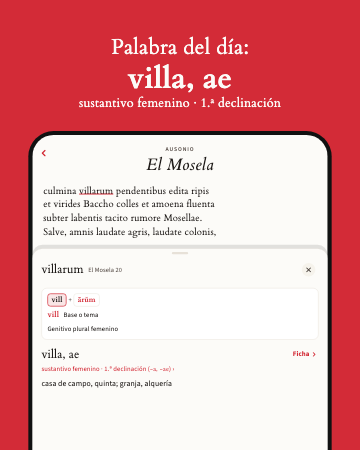 Palabra del día:
villa, ae
sustantivo femenino · 1.ª declinación
AUSONIO
El Mosela
culmina villarum pendentibus edita ripis
et virides Baccho colles et amoena fluenta
subter labentis tacito rumore Mosellae.
Salve, amnis laudate agris, laudate colonis,
villarum El Mosela 20
vill + ārŭm
vill Base o tema
Genitivo plural femenino
villa, ae Ficha ›
sustantivo femenino · 1.ª declinación (–a, –ae) ›
casa de campo, quinta; granja, alquería